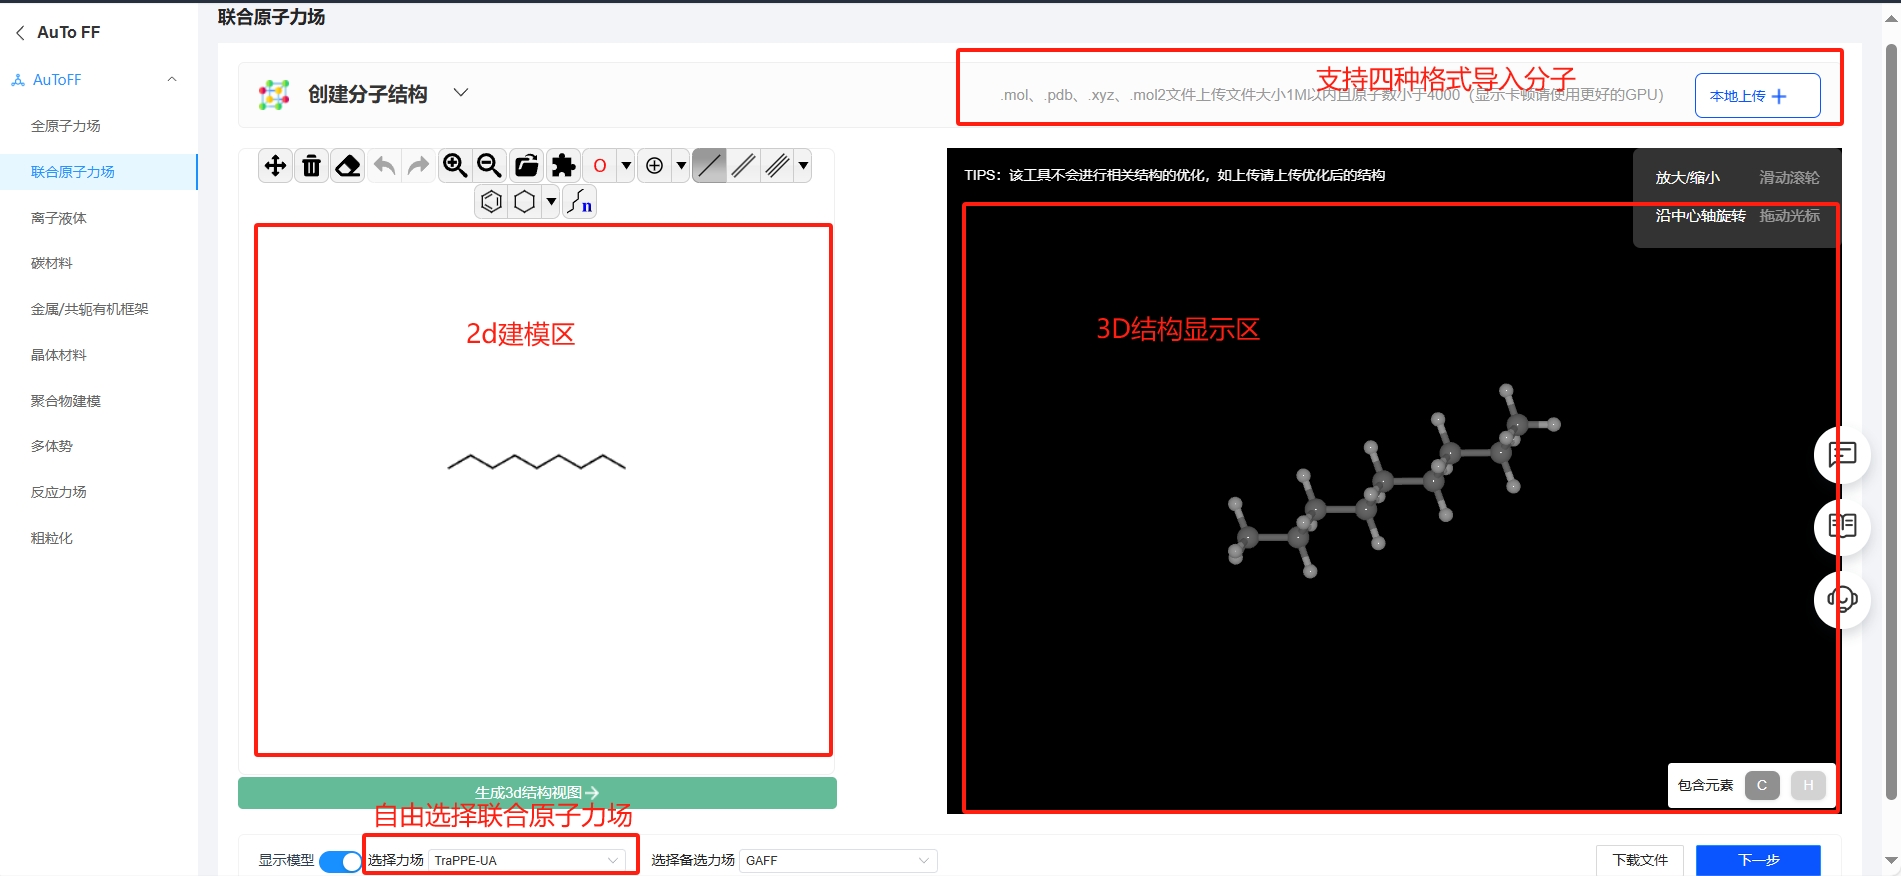 AuTo FF
联合原子力场
AuToFF
全原子力场
联合原子力场
离子液体
碳材料
金属/共轭有机框架
晶体材料
聚合物建模
多体势
反应力场
粗粒化
创建分子结构
支持四种格式导入分子
.mol、.pdb、.xyz、.mol2文件上传文件大小1M以内且原子数小于4000（显示卡顿请使用更好的GPU）
本地上传
O
n
2d建模区
生成3d结构视图
自由选择联合原子力场
TIPS：该工具不会进行相关结构的优化，如上传请上传优化后的结构
放大/缩小 滑动滚轮
沿中心轴旋转 拖动光标
3D结构显示区
包含元素 C H
显示模型 选择力场 TraPPE-UA 选择备选力场 GAFF
下载文件 下一步